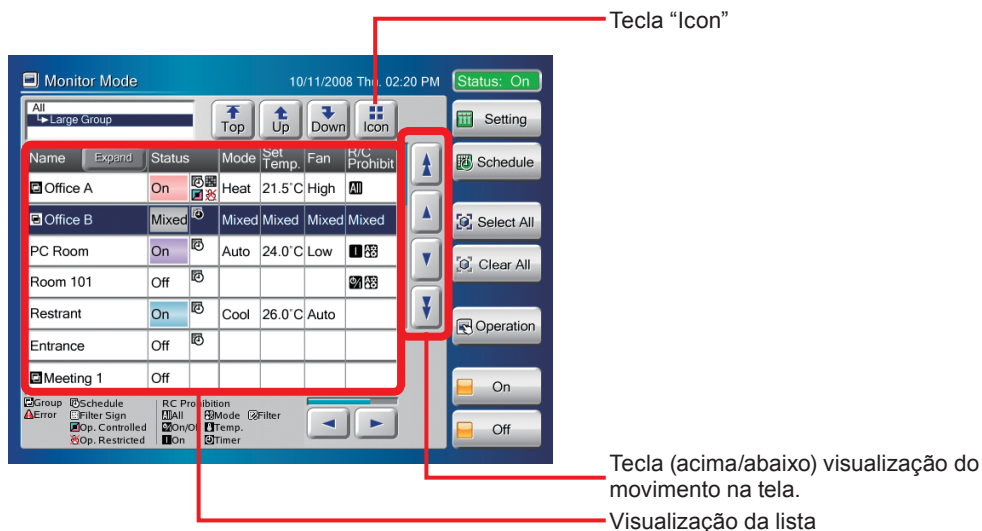 Tecla “Icon”
Monitor Mode 10/11/2008 Thu. 02:20 PM Status: On
All
Large Group
Top Up Down Icon
Setting
Name Expand Status Mode Set Temp. Fan R/C Prohibit
Schedule
Office A On Heat 21.5°C High All
Office B Mixed Mixed Mixed Mixed Mixed
Select All
PC Room On Auto 24.0°C Low
Clear All
Room 101 Off
Restrant On Cool 26.0°C Auto
Operation
Entrance Off
Meeting 1 Off
On
Group Schedule RC Prohibition
Error Filter Sign All Mode Filter
Op. Controlled On/Off Temp.
Op. Restricted On Timer
Off
Tecla (acima/abaixo) visualização do
movimento na tela.
Visualização da lista